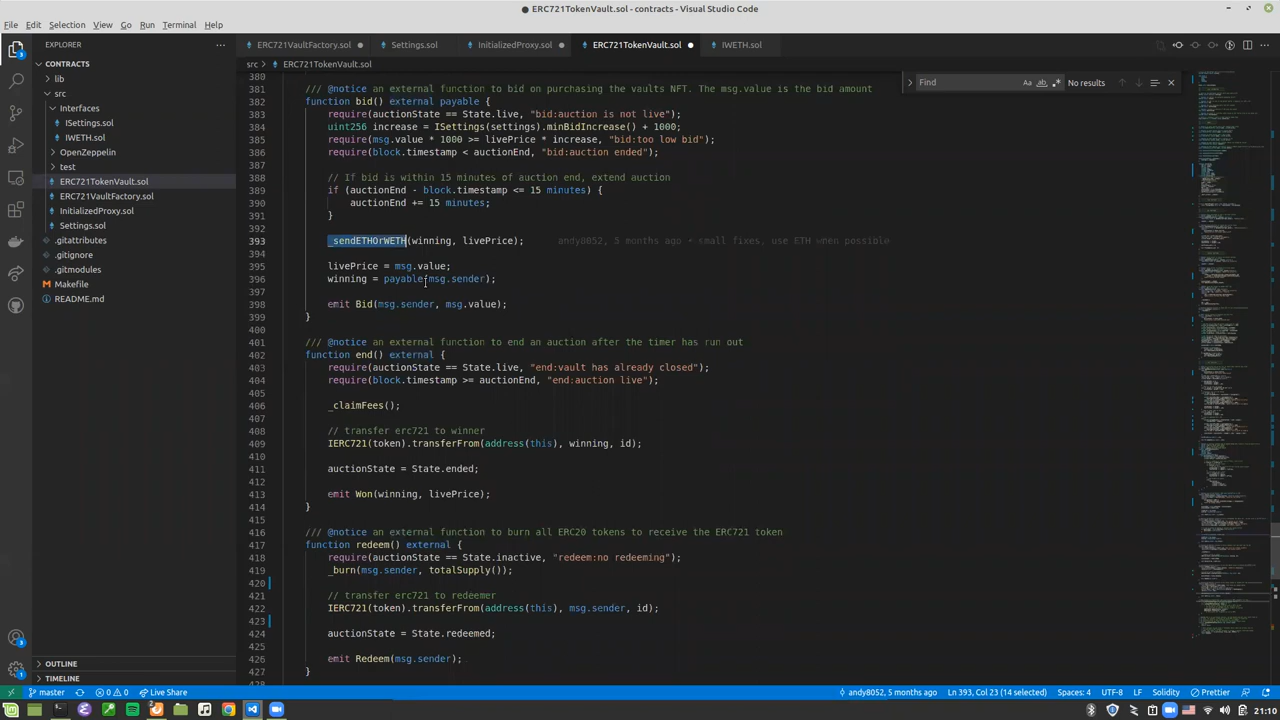 ERC721TokenVault.sol - contracts - Visual Studio Code
File Edit Selection View Go Run Terminal Help
EXPLORER
ERC721VaultFactory.sol
Settings.sol
InitializedProxy.sol
ERC721TokenVault.sol
IWETH.sol
CONTRACTS
lib
src
Interfaces
ISettings.sol
IWETH.sol
OpenZeppelin
test
ERC721TokenVault.sol
ERC721VaultFactory.sol
InitializedProxy.sol
Settings.sol
.gitattributes
.gitignore
.gitmodules
Makefile
README.md
OUTLINE
TIMELINE
src > ERC721TokenVault.sol
Find Aa ab No results
380
381 /// @notice an external function to bid on purchasing the vaults NFT. The msg.value is the bid amount
382 function bid() external payable {
383 require(auctionState == State.live, "bid:auction is not live");
384 uint256 increase = ISettings(settings).minBidIncrease() + 1000;
385 require(msg.value * 1000 >= livePrice * increase, "bid:too low bid");
386 require(block.timestamp < auctionEnd, "bid:auction ended");
387
388 // If bid is within 15 minutes of auction end, extend auction
389 if (auctionEnd - block.timestamp <= 15 minutes) {
390 auctionEnd += 15 minutes;
391 }
392
393 _sendETHOrWETH(winning, livePrice); andy8052, 5 months ago • small fixes, use ETH when possible
394
395 livePrice = msg.value;
396 winning = payable(msg.sender);
397
398 emit Bid(msg.sender, msg.value);
399 }
400
401 /// @notice an external function to end an auction after the timer has run out
402 function end() external {
403 require(auctionState == State.live, "end:vault has already closed");
404 require(block.timestamp >= auctionEnd, "end:auction live");
405
406 _claimFees();
407
408 // transfer erc721 to winner
409 IERC721(token).transferFrom(address(this), winning, id);
410
411 auctionState = State.ended;
412
413 emit Won(winning, livePrice);
414 }
415
416 /// @notice an external function to burn all ERC20 tokens to receive the ERC721 token
417 function redeem() external {
418 require(auctionState == State.inactive, "redeem:no redeeming");
419 _burn(msg.sender, totalSupply());
420
421 // transfer erc721 to redeemer
422 IERC721(token).transferFrom(address(this), msg.sender, id);
423
424 auctionState = State.redeemed;
425
426 emit Redeem(msg.sender);
427 }
master 0 0 Live Share andy8052, 5 months ago Ln 393, Col 23 (14 selected) Spaces: 4 UTF-8 LF Solidity Prettier
21:10